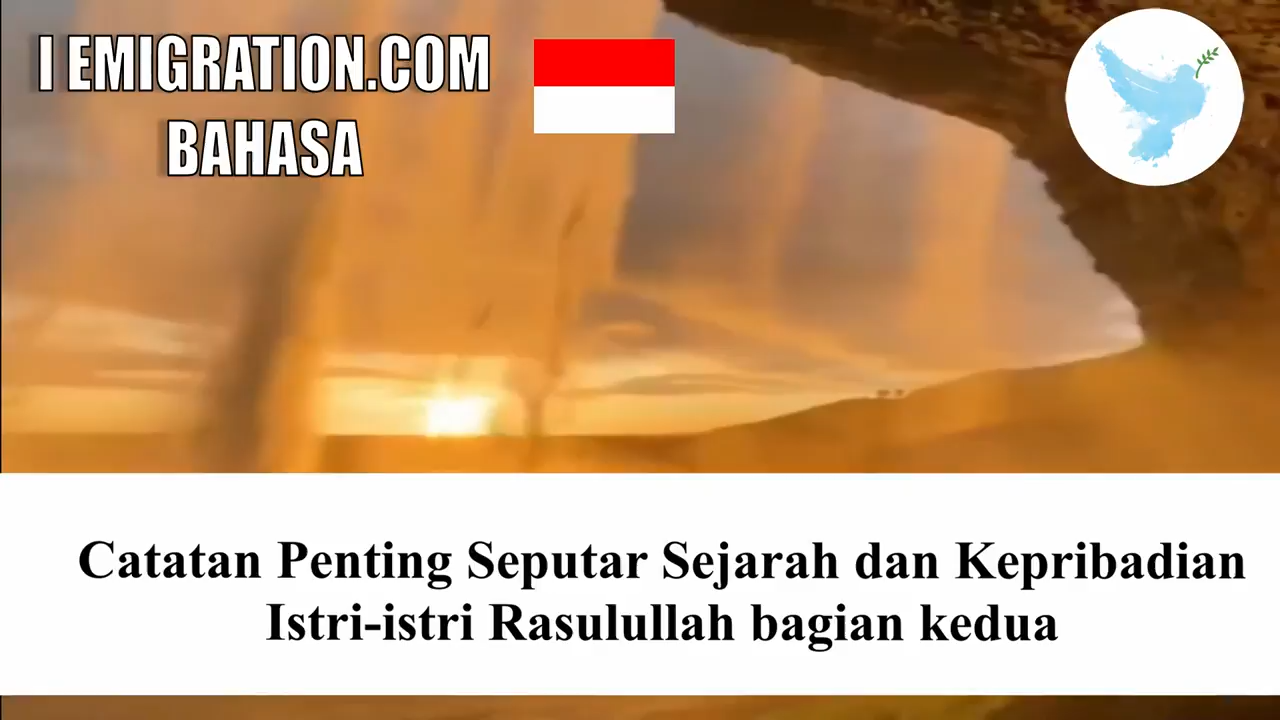 I EMIGRATION.COM
BAHASA
Catatan Penting Seputar Sejarah dan Kepribadian
Istri-istri Rasulullah bagian kedua